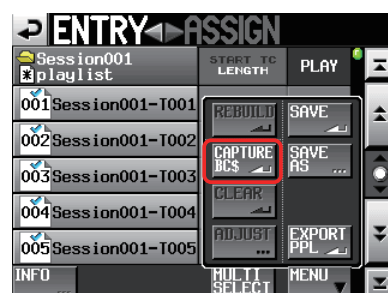 ENTRY ASSIGN
Session001
*playlist
START TC
LENGTH
PLAY
001 Session001-T001
002 Session001-T002
003 Session001-T003
004 Session001-T004
005 Session001-T005
REBUILD
SAVE
CAPTURE
BC$
SAVE
AS ...
CLEAR
ADJUST
...
EXPORT
PPL
INFO
...
MULTI
SELECT
MENU